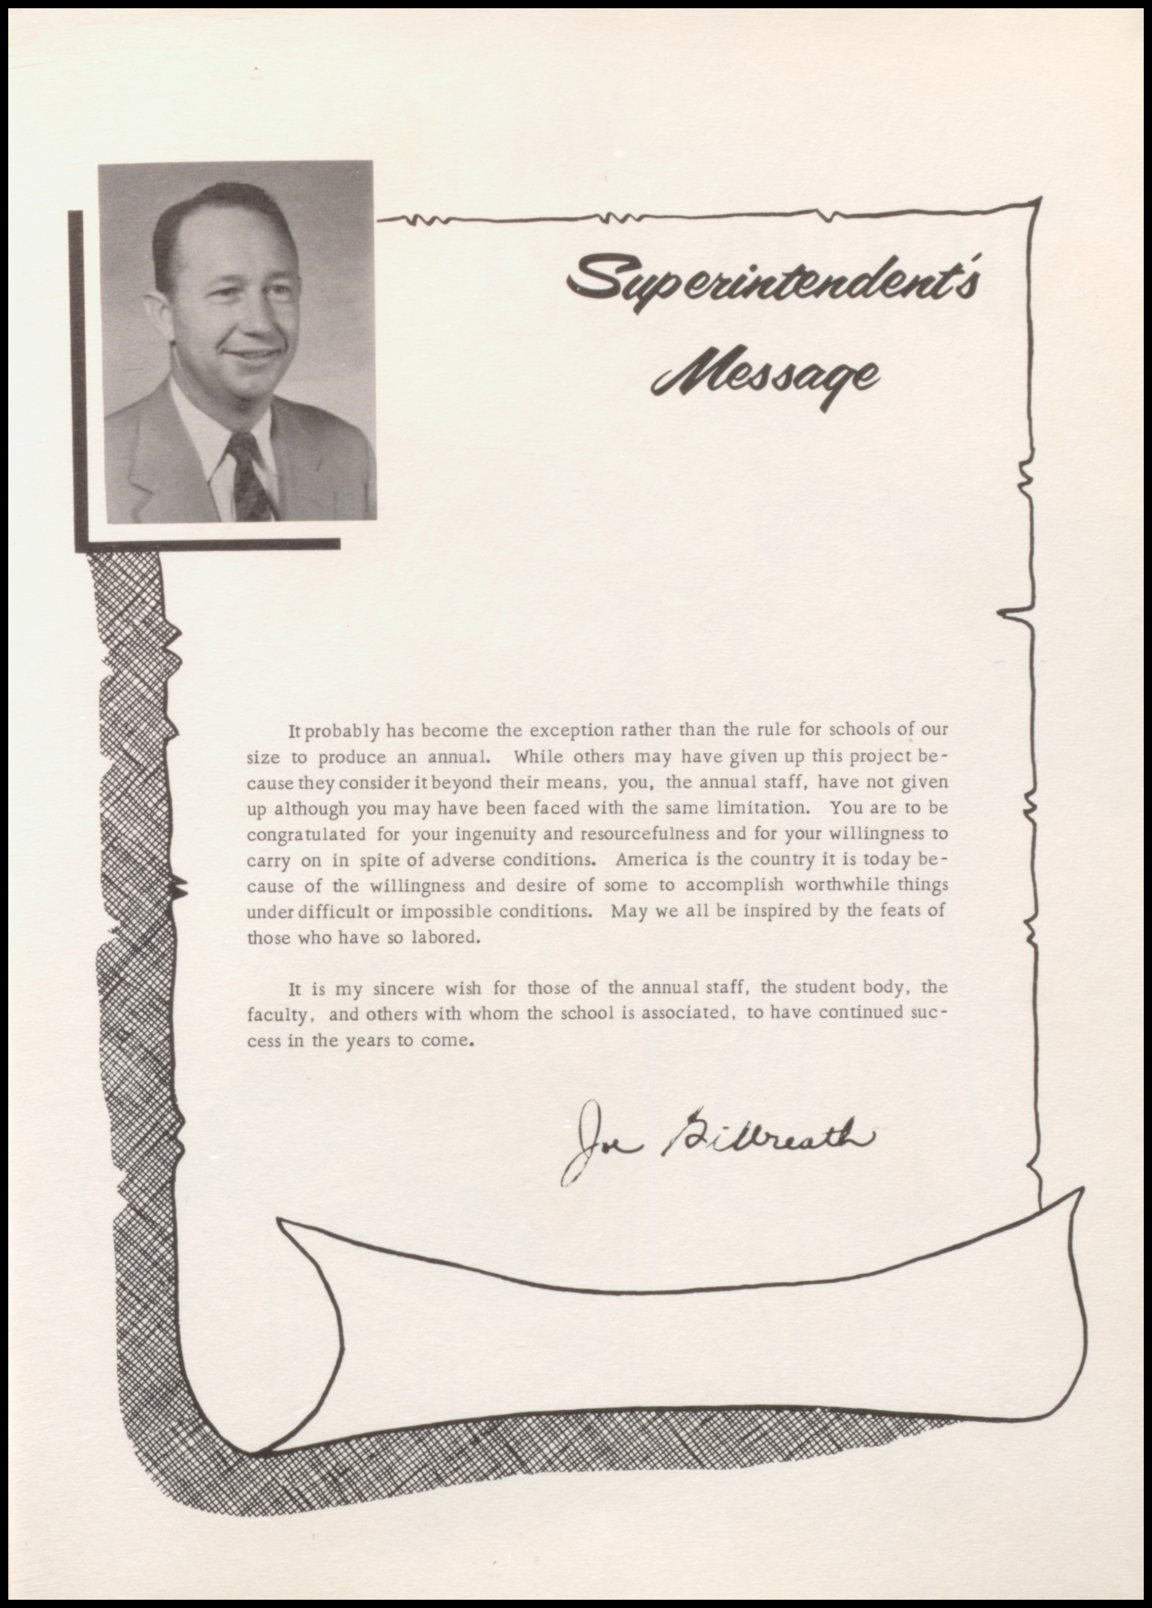 Superintendent's
Message
It probably has become the exception rather than the rule for schools of our
size to produce an annual. While others may have given up this project be-
cause they consider it beyond their means, you, the annual staff, have not given
up although you may have been faced with the same limitation. You are to be
congratulated for your ingenuity and resourcefulness and for your willingness to
carry on in spite of adverse conditions. America is the country it is today be-
cause of the willingness and desire of some to accomplish worthwhile things
under difficult or impossible conditions. May we all be inspired by the feats of
those who have so labored.
It is my sincere wish for those of the annual staff, the student body, the
faculty, and others with whom the school is associated, to have continued suc-
cess in the years to come.
Joe Gillreath